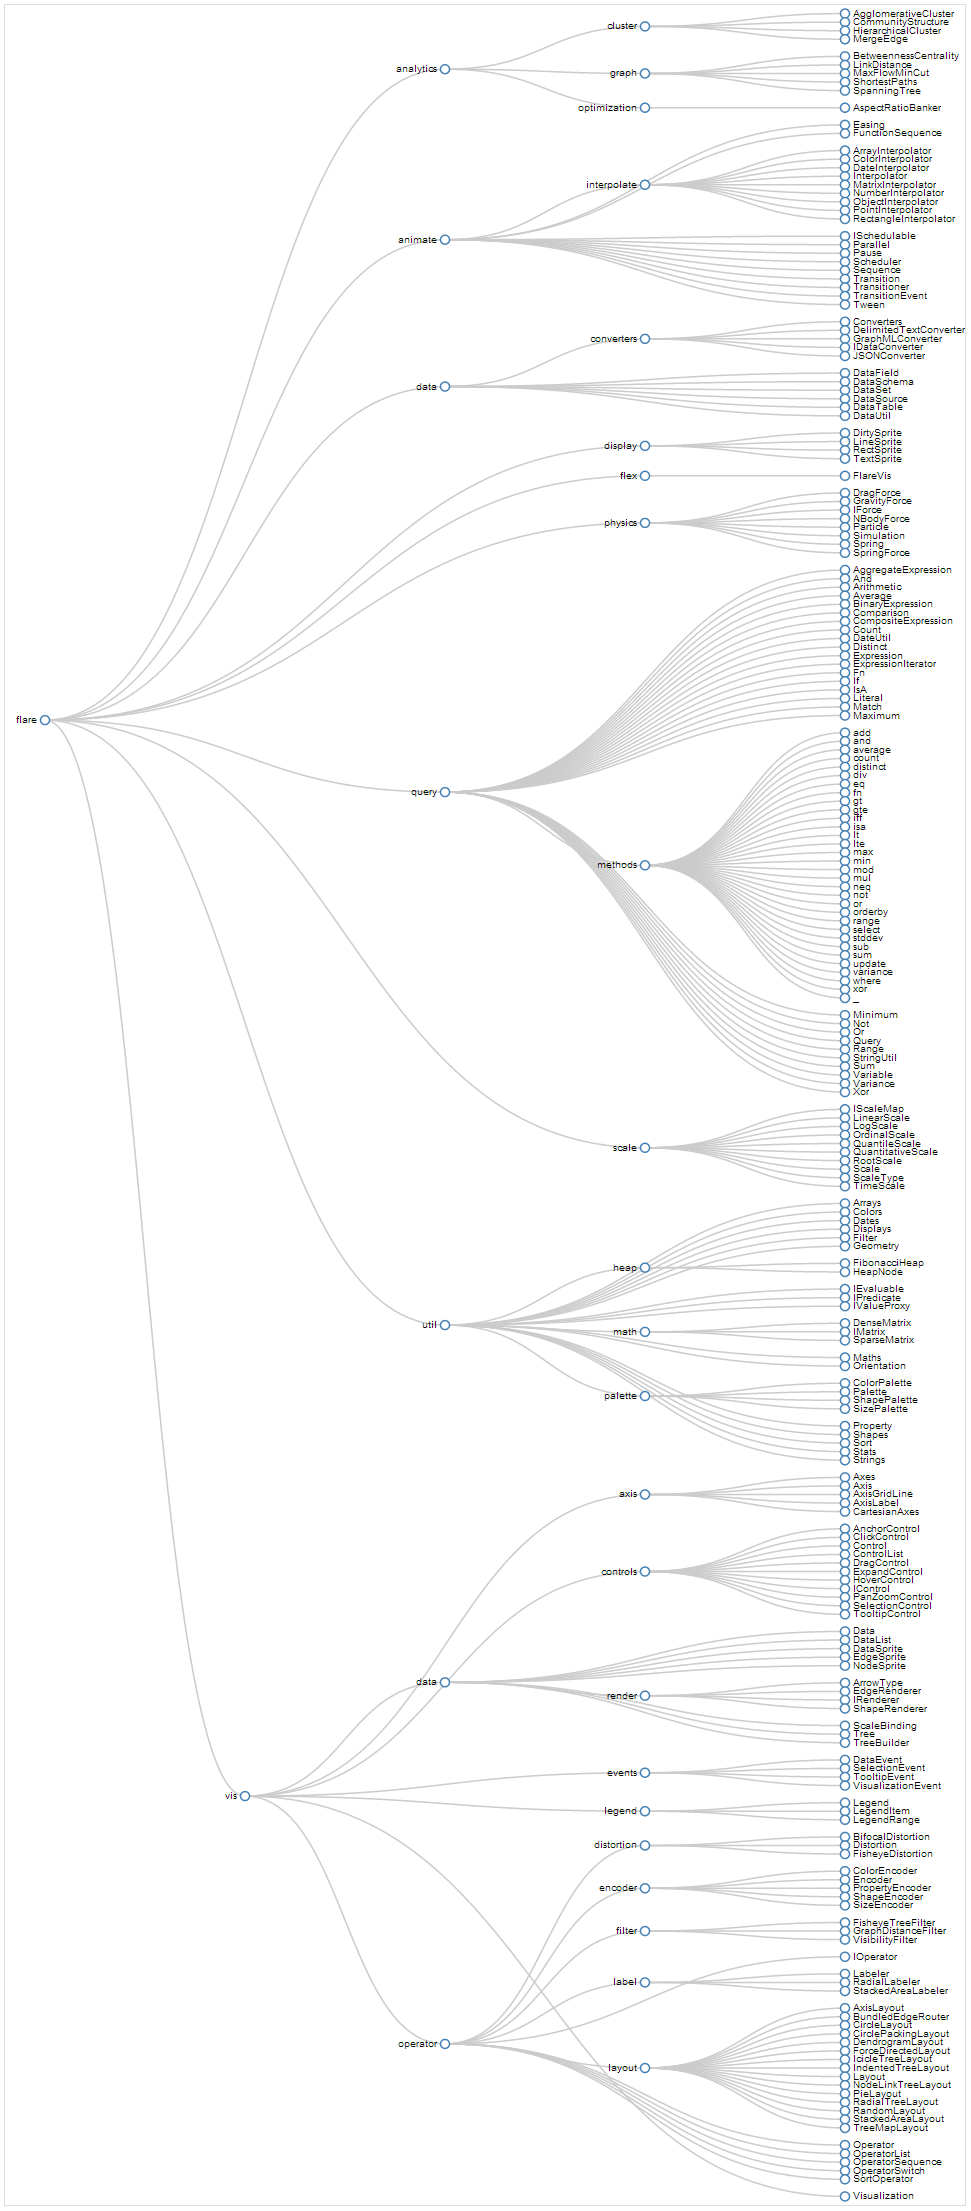 flare
analytics
cluster
AgglomerativeCluster
CommunityStructure
HierarchicalCluster
MergeEdge
graph
BetweennessCentrality
LinkDistance
MaxFlowMinCut
ShortestPaths
SpanningTree
optimization
AspectRatioBanker
animate
Easing
FunctionSequence
interpolate
ArrayInterpolator
ColorInterpolator
DateInterpolator
Interpolator
MatrixInterpolator
NumberInterpolator
ObjectInterpolator
PointInterpolator
RectangleInterpolator
ISchedulable
Parallel
Pause
Scheduler
Sequence
Transition
Transitioner
TransitionEvent
Tween
data
converters
Converters
DelimitedTextConverter
GraphMLConverter
IDataConverter
JSONConverter
DataField
DataSchema
DataSet
DataSource
DataTable
DataUtil
display
DirtySprite
LineSprite
RectSprite
TextSprite
flex
FlareVis
physics
DragForce
GravityForce
IForce
NBodyForce
Particle
Simulation
Spring
SpringForce
query
AggregateExpression
And
Arithmetic
Average
BinaryExpression
Comparison
CompositeExpression
Count
DateUtil
Distinct
Expression
ExpressionIterator
Fn
If
IsA
Literal
Match
Maximum
methods
add
and
average
count
distinct
div
eq
fn
gt
gte
iff
isa
lt
lte
max
min
mod
mul
neq
not
or
orderby
range
select
stddev
sub
sum
update
variance
where
xor
_
Minimum
Not
Or
Query
Range
StringUtil
Sum
Variable
Variance
Xor
scale
IScaleMap
LinearScale
LogScale
OrdinalScale
QuantileScale
QuantitativeScale
RootScale
Scale
ScaleType
TimeScale
util
Arrays
Colors
Dates
Displays
Filter
Geometry
heap
FibonacciHeap
HeapNode
IEvaluable
IPredicate
IValueProxy
math
DenseMatrix
IMatrix
SparseMatrix
Maths
Orientation
palette
ColorPalette
Palette
ShapePalette
SizePalette
Property
Shapes
Sort
Stats
Strings
vis
axis
Axes
Axis
AxisGridLine
AxisLabel
CartesianAxes
controls
AnchorControl
ClickControl
Control
ControlList
DragControl
ExpandControl
HoverControl
IControl
PanZoomControl
SelectionControl
TooltipControl
data
Data
DataList
DataSprite
EdgeSprite
NodeSprite
render
ArrowType
EdgeRenderer
IRenderer
ShapeRenderer
ScaleBinding
Tree
TreeBuilder
events
DataEvent
SelectionEvent
TooltipEvent
VisualizationEvent
legend
Legend
LegendItem
LegendRange
operator
distortion
BifocalDistortion
Distortion
FisheyeDistortion
encoder
ColorEncoder
Encoder
PropertyEncoder
ShapeEncoder
SizeEncoder
filter
FisheyeTreeFilter
GraphDistanceFilter
VisibilityFilter
IOperator
label
Labeler
RadialLabeler
StackedAreaLabeler
layout
AxisLayout
BundledEdgeRouter
CircleLayout
CirclePackingLayout
DendrogramLayout
ForceDirectedLayout
IcicleTreeLayout
IndentedTreeLayout
Layout
NodeLinkTreeLayout
PieLayout
RadialTreeLayout
RandomLayout
StackedAreaLayout
TreeMapLayout
Operator
OperatorList
OperatorSequence
OperatorSwitch
SortOperator
Visualization